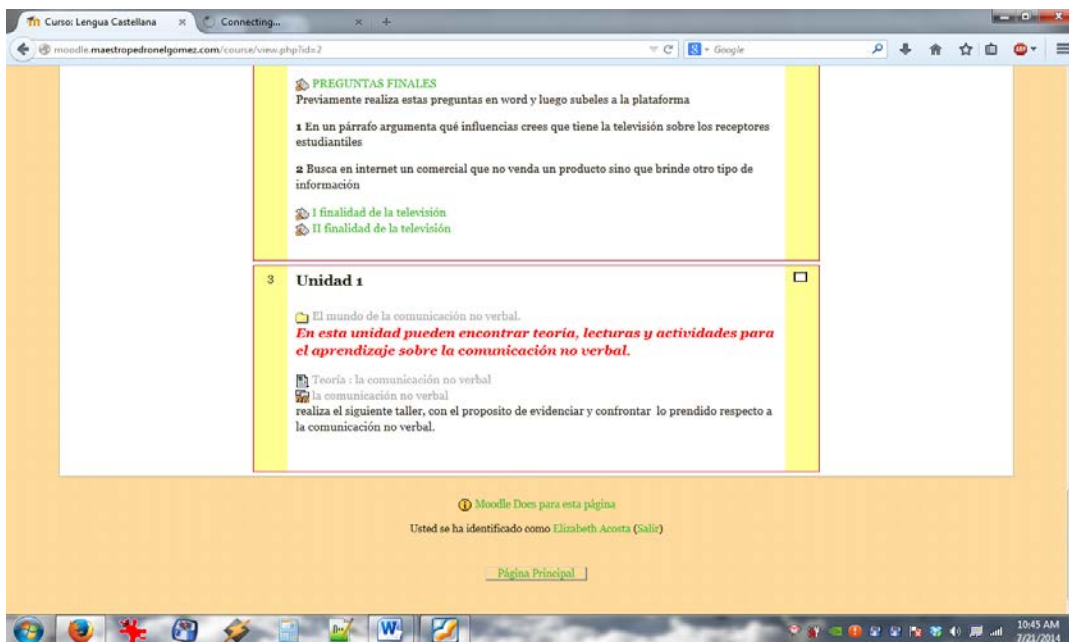 Curso: Lengua Castellana
Connecting...
moodle.maestropedronelgomez.com/course/view.php?id=2
Google
PREGUNTAS FINALES
Previamente realiza estas preguntas en word y luego subeles a la plataforma
1 En un párrafo argumenta qué influencias crees que tiene la televisión sobre los receptores
estudiantiles
2 Busca en internet un comercial que no venda un producto sino que brinde otro tipo de
información
I finalidad de la televisión
II finalidad de la televisión
3
Unidad 1
El mundo de la comunicación no verbal.
En esta unidad pueden encontrar teoría, lecturas y actividades para
el aprendizaje sobre la comunicación no verbal.
Teoría : la comunicación no verbal
la comunicación no verbal
realiza el siguiente taller, con el proposito de evidenciar y confrontar lo prendido respecto a
la comunicación no verbal.
Moodle Docs para esta página
Usted se ha identificado como Elizabeth Acosta (Salir)
Página Principal
10:45 AM
7/21/2014